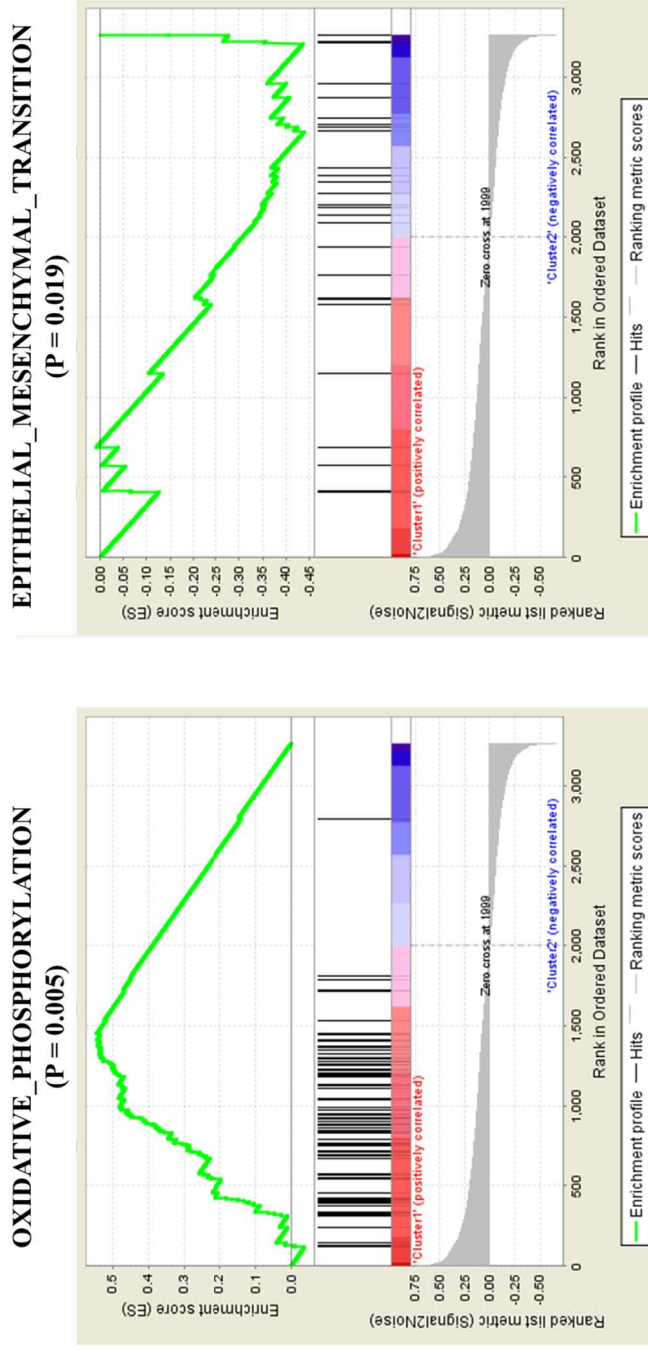 OXIDATIVE_PHOSPHORYLATION
(P = 0.005)
Enrichment score (ES)
0.5
0.4
0.3
0.2
0.1
0.0
'Cluster1' (positively correlated)
Ranked list metric (Signal2Noise)
0.75
0.50
0.25
0.00
-0.25
-0.50
Zero cross at 1999
'Cluster2' (negatively correlated)
0
500
1,000
1,500
2,000
2,500
3,000
Rank in Ordered Dataset
Enrichment profile
Hits
Ranking metric scores
EPITHELIAL_MESENCHYMAL_TRANSITION
(P = 0.019)
Enrichment score (ES)
0.00
-0.05
-0.10
-0.15
-0.20
-0.25
-0.30
-0.35
-0.40
-0.45
'Cluster1' (positively correlated)
Ranked list metric (Signal2Noise)
0.75
0.50
0.25
0.00
-0.25
-0.50
Zero cross at 1999
'Cluster2' (negatively correlated)
0
500
1,000
1,500
2,000
2,500
3,000
Rank in Ordered Dataset
Enrichment profile
Hits
Ranking metric scores